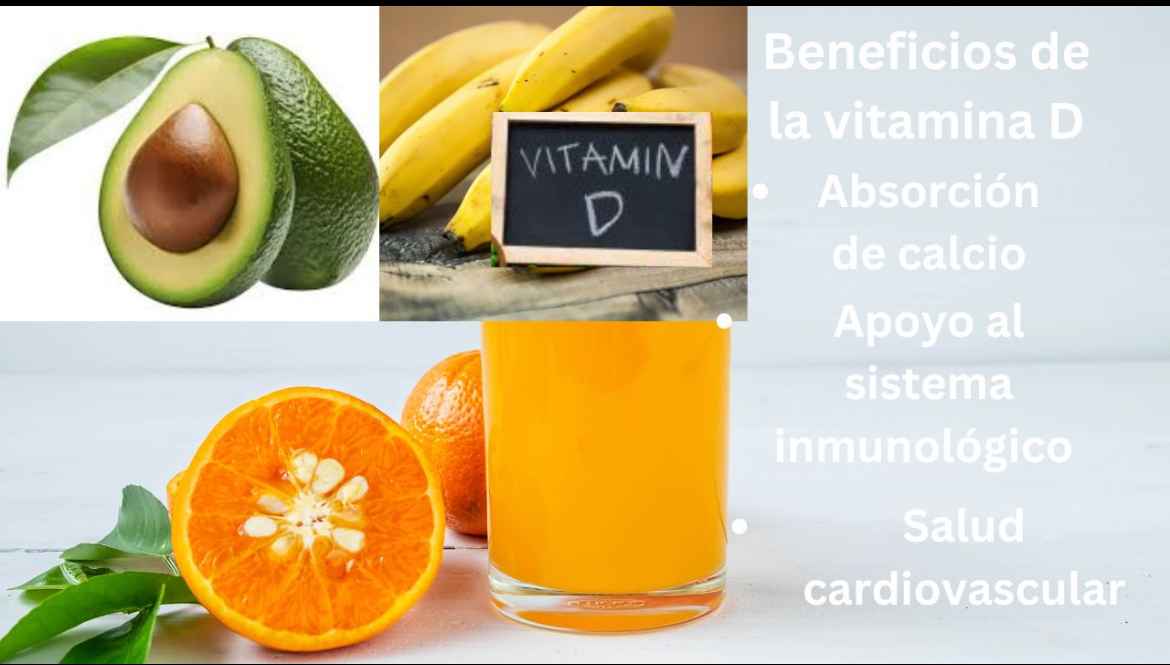 VITAMIN
D
Beneficios de
la vitamina D
• Absorción
de calcio
• Apoyo al
sistema
inmunológico
• Salud
cardiovascular